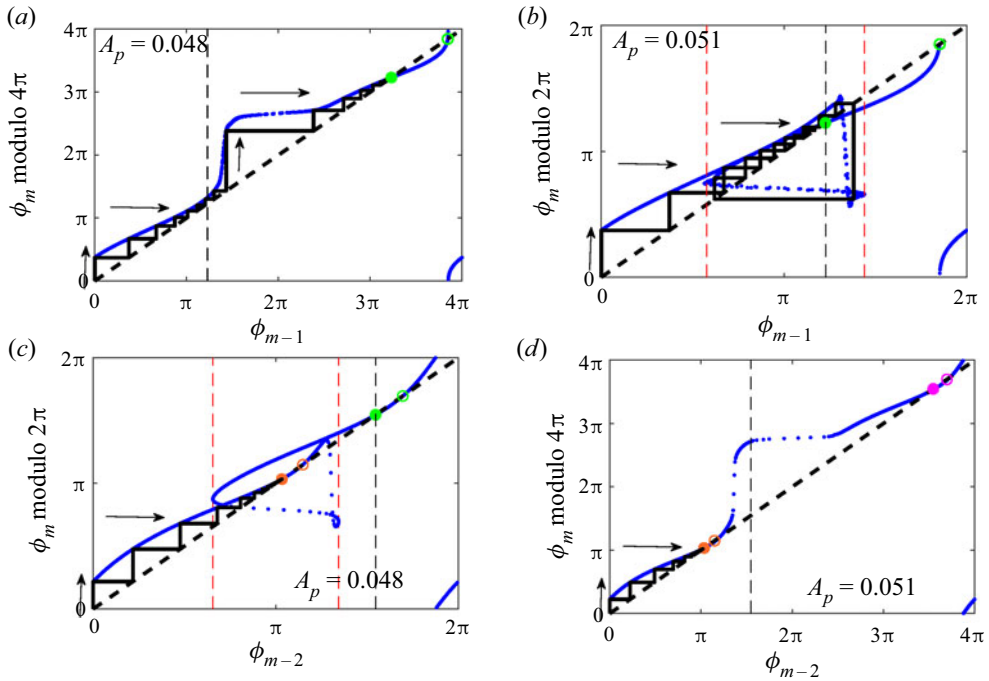 (a)
4π
A_p = 0.048
3π
2π
π
0
ϕ_m modulo 4π
0 π 2π 3π 4π
ϕ_{m−1}
(b)
2π
A_p = 0.051
π
0
ϕ_m modulo 2π
0 π 2π
ϕ_{m−1}
(c)
2π
π
0
ϕ_m modulo 2π
A_p = 0.048
0 π 2π
ϕ_{m−2}
(d)
4π
3π
2π
π
0
ϕ_m modulo 4π
A_p = 0.051
0 π 2π 3π 4π
ϕ_{m−2}